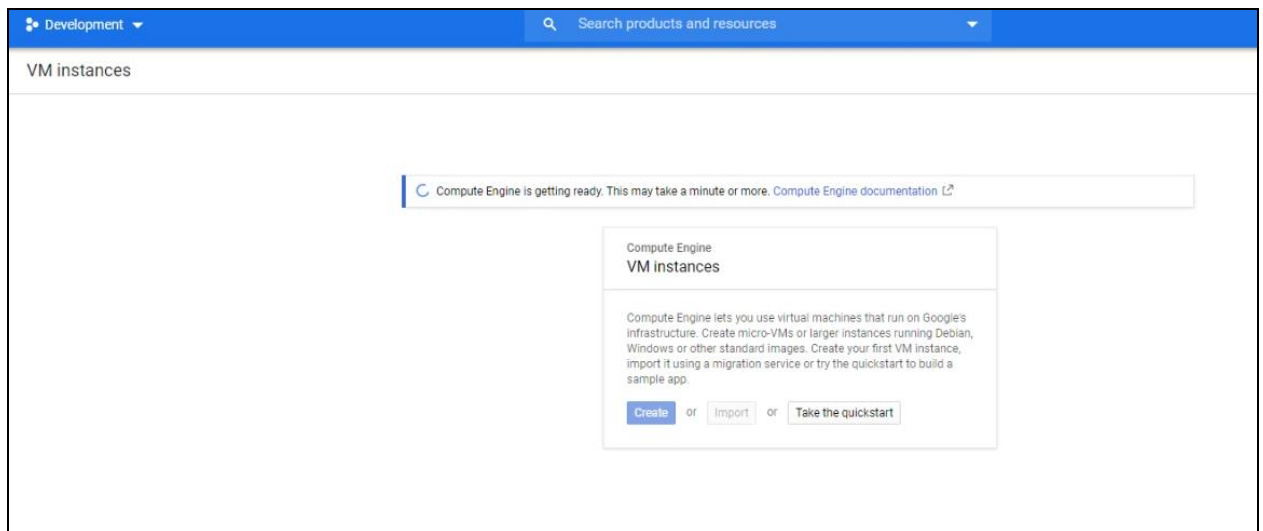 Development
Search products and resources
VM instances
Compute Engine is getting ready. This may take a minute or more. Compute Engine documentation
Compute Engine
VM instances
Compute Engine lets you use virtual machines that run on Google's
infrastructure. Create micro-VMs or larger instances running Debian,
Windows or other standard images. Create your first VM instance,
import it using a migration service or try the quickstart to build a
sample app.
Create or Import or Take the quickstart